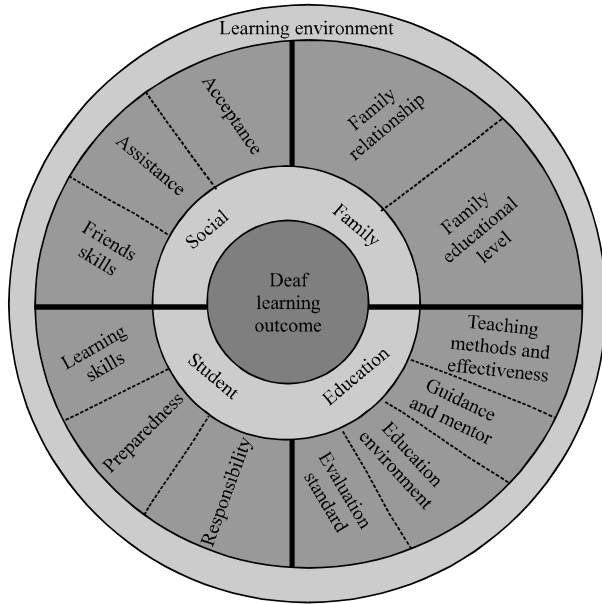 Learning environment
Acceptance
Assistance
Friends
skills
Social
Family
relationship
Family
educational
level
Family
Deaf
learning
outcome
Learning
skills
Preparedness
Responsibility
Student
Education
Teaching
methods and
effectiveness
Guidance
and mentor
Education
environment
Evaluation
standard